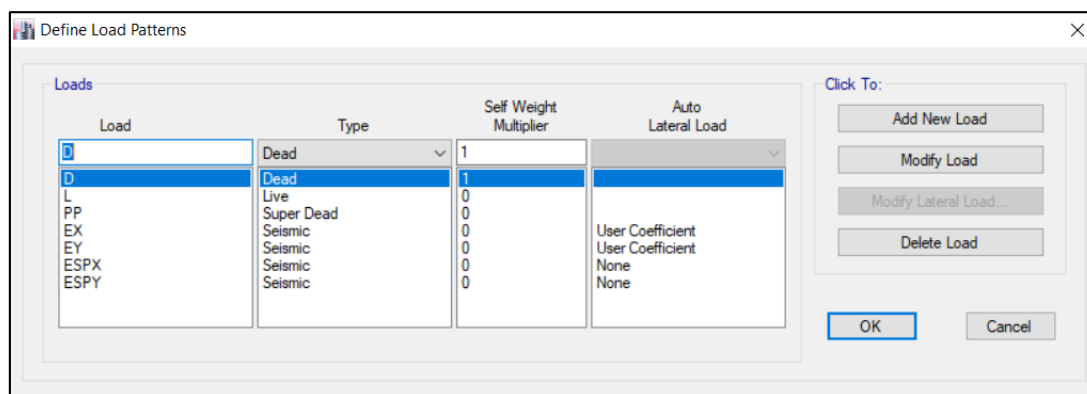 Define Load Patterns
Loads
Click To:
Load Type Self Weight Multiplier Auto Lateral Load
D Dead 1
D Dead 1
L Live 0
PP Super Dead 0
EX Seismic 0 User Coefficient
EY Seismic 0 User Coefficient
ESPX Seismic 0 None
ESPY Seismic 0 None
Add New Load
Modify Load
Modify Lateral Load...
Delete Load
OK Cancel